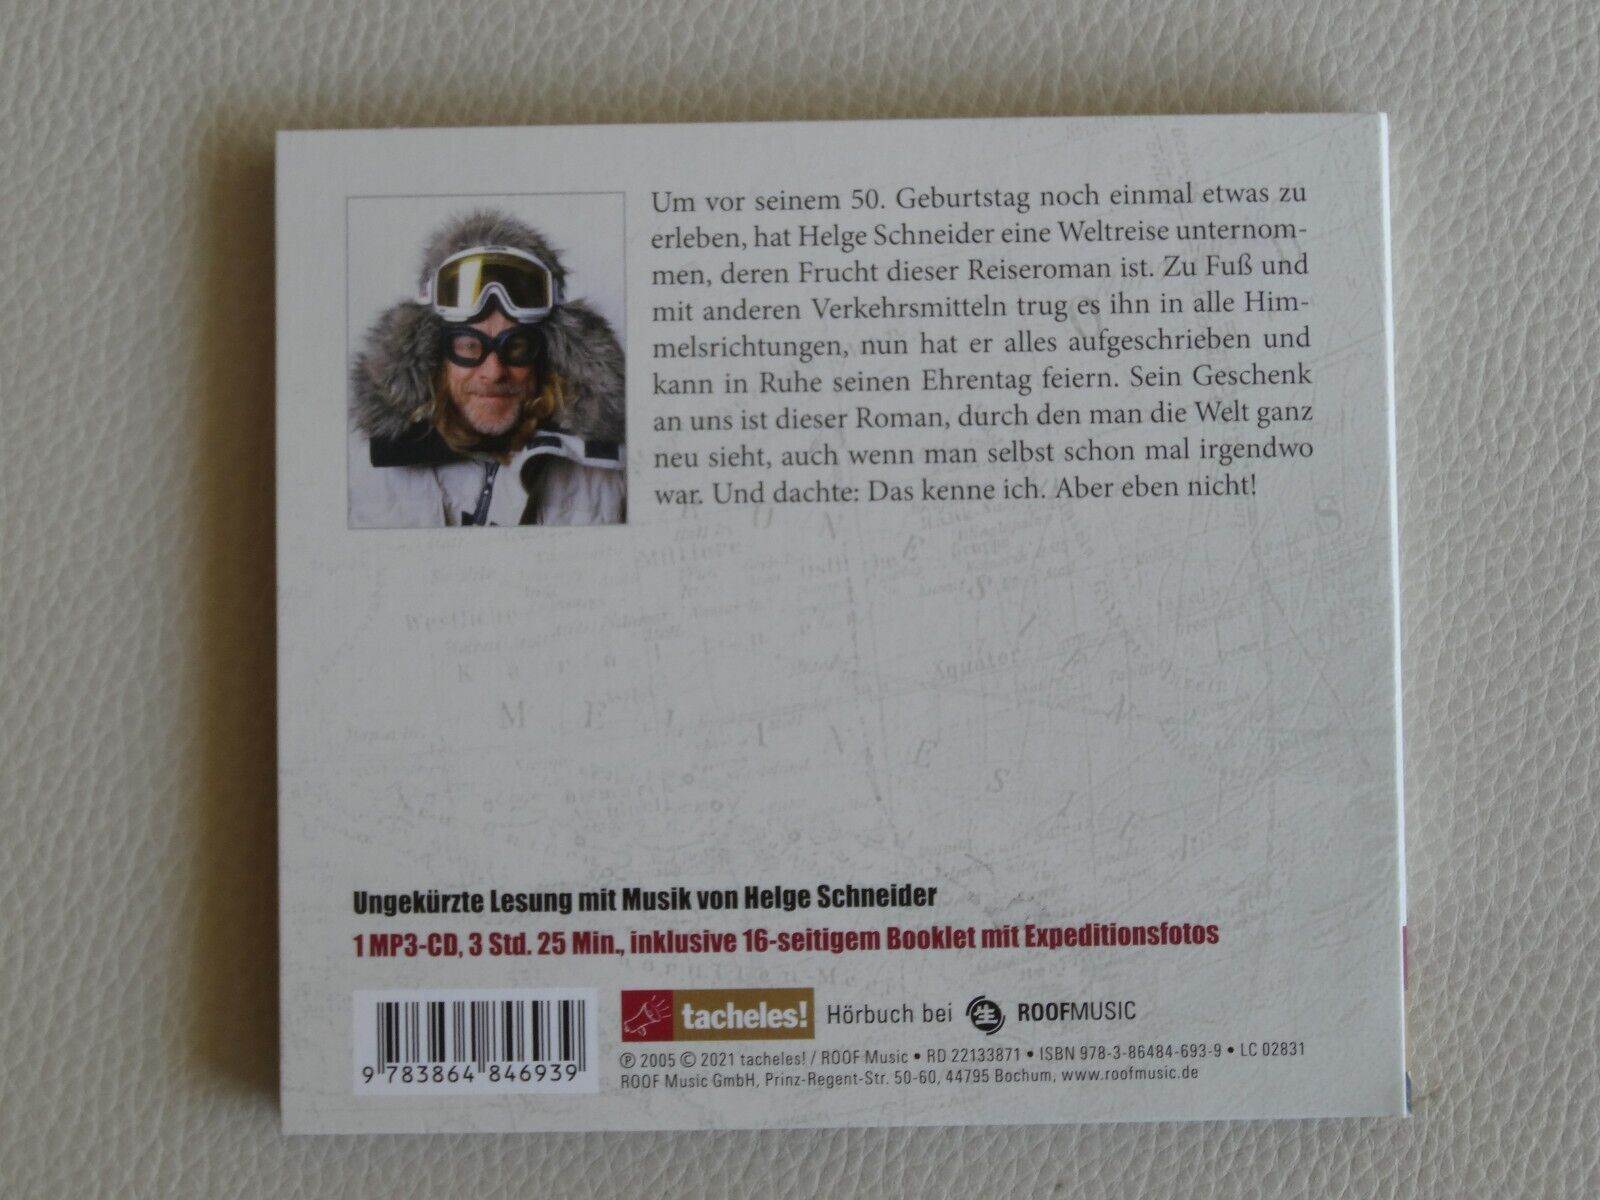 Um vor seinem 50. Geburtstag noch einmal etwas zu
erleben, hat Helge Schneider eine Weltreise unternom-
men, deren Frucht dieser Reiseroman ist. Zu Fuß und
mit anderen Verkehrsmitteln trug es ihn in alle Him-
melsrichtungen, nun hat er alles aufgeschrieben und
kann in Ruhe seinen Ehrentag feiern. Sein Geschenk
an uns ist dieser Roman, durch den man die Welt ganz
neu sieht, auch wenn man selbst schon mal irgendwo
war. Und dachte: Das kenne ich. Aber eben nicht!
Westliche
Äquator
M E L
Ungekürzte Lesung mit Musik von Helge Schneider
1 MP3-CD, 3 Std. 25 Min., inklusive 16-seitigem Booklet mit Expeditionsfotos
9 783864 846939
tacheles! Hörbuch bei 生 ROOFMUSIC
℗ 2005 © 2021 tacheles! / ROOF Music • RD 22133871 • ISBN 978-3-86484-693-9 • LC 02831
ROOF Music GmbH, Prinz-Regent-Str. 50-60, 44795 Bochum, www.roofmusic.de